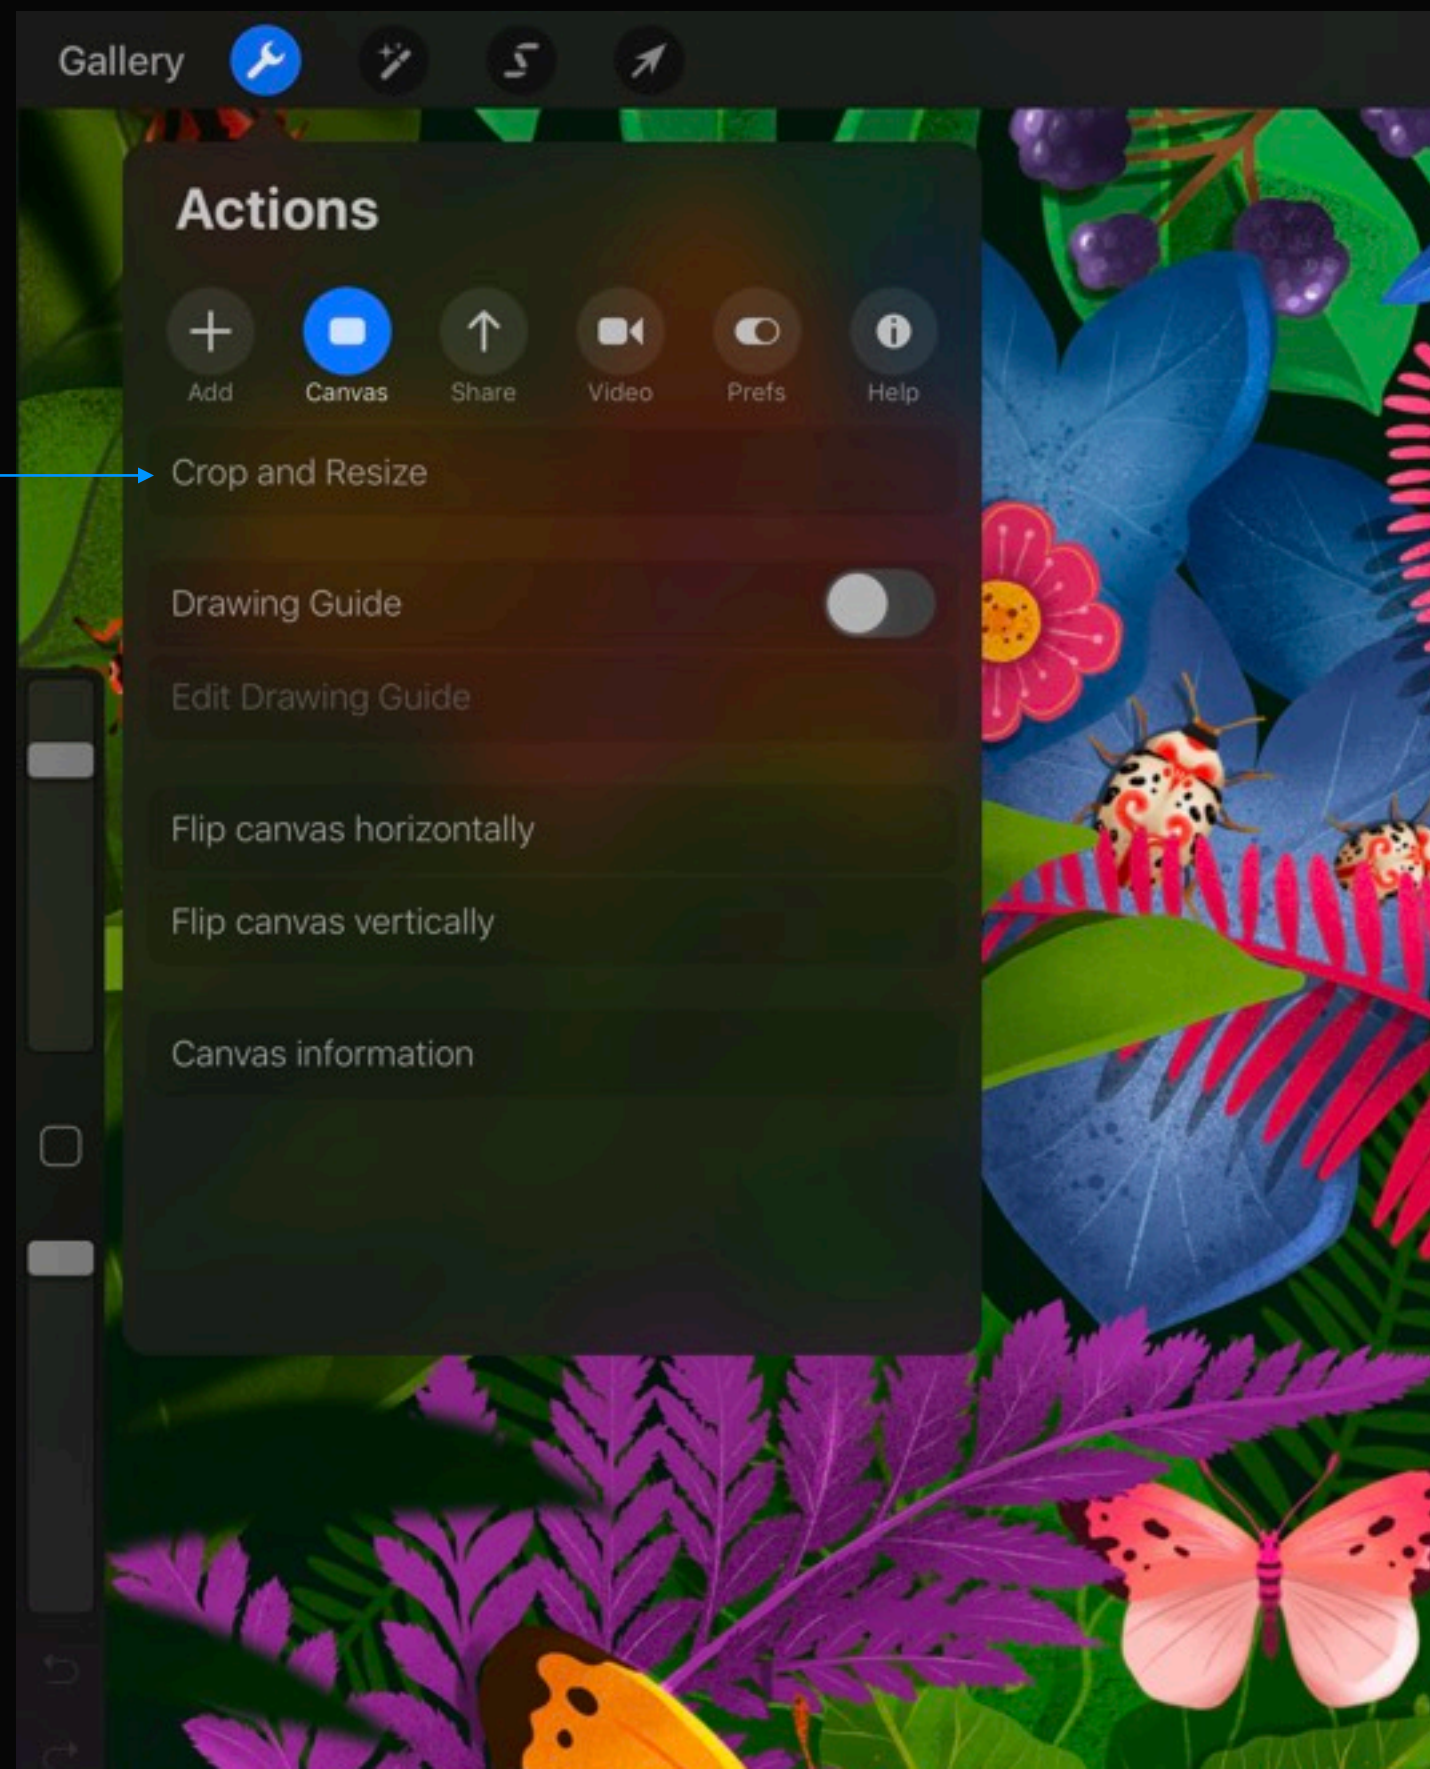 Gallery
Actions
Add Canvas Share Video Prefs Help
Crop and Resize
Drawing Guide
Edit Drawing Guide
Flip canvas horizontally
Flip canvas vertically
Canvas information